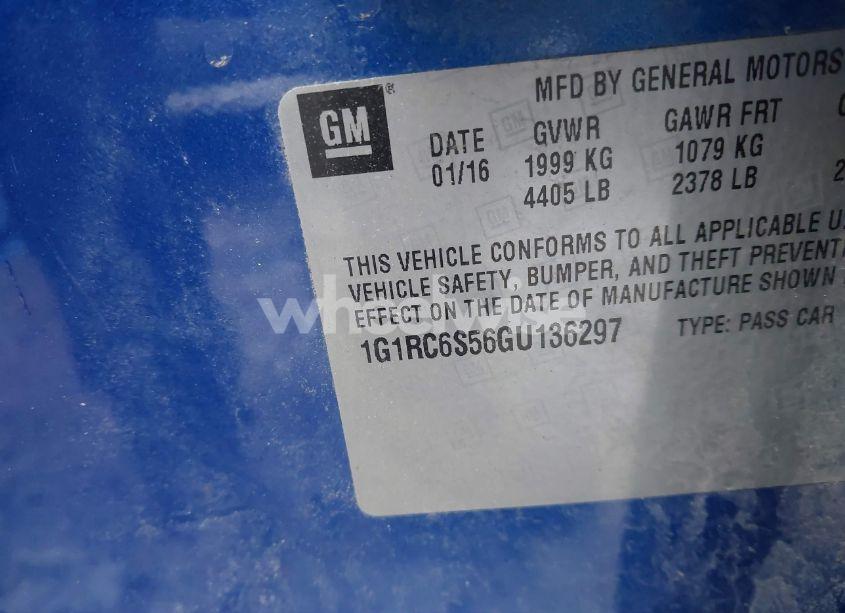 GM
MFD BY GENERAL MOTORS
DATE GVWR GAWR FRT
01/16 1999 KG 1079 KG
4405 LB 2378 LB
THIS VEHICLE CONFORMS TO ALL APPLICABLE U.
VEHICLE SAFETY, BUMPER, AND THEFT PREVENTI
EFFECT ON THE DATE OF MANUFACTURE SHOWN
1G1RC6S56GU136297 TYPE: PASS CAR
wheelwise